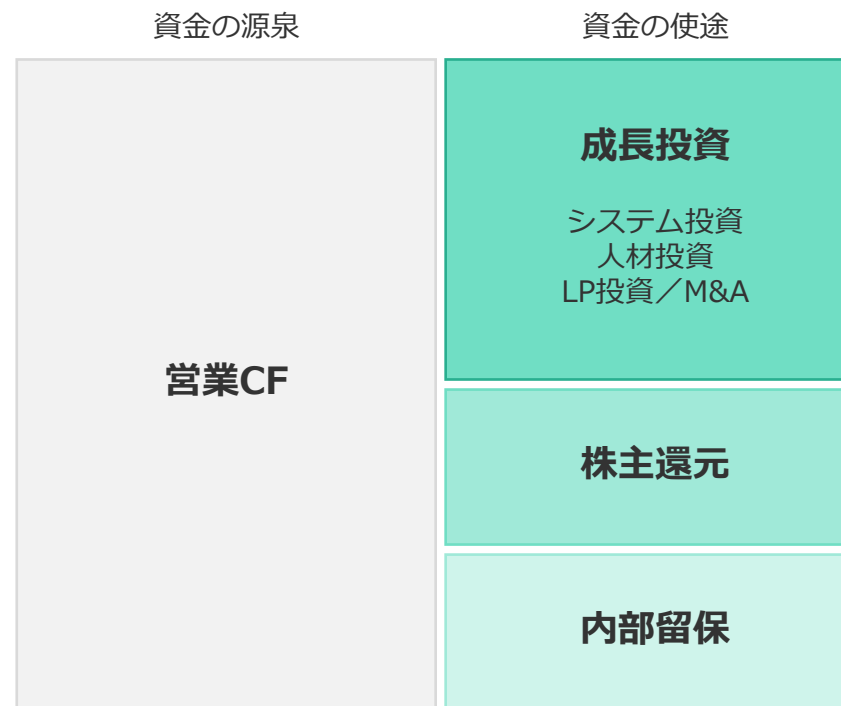 資金の源泉
資金の使途
営業CF
成長投資
システム投資
人材投資
LP投資／M&A
株主還元
内部留保